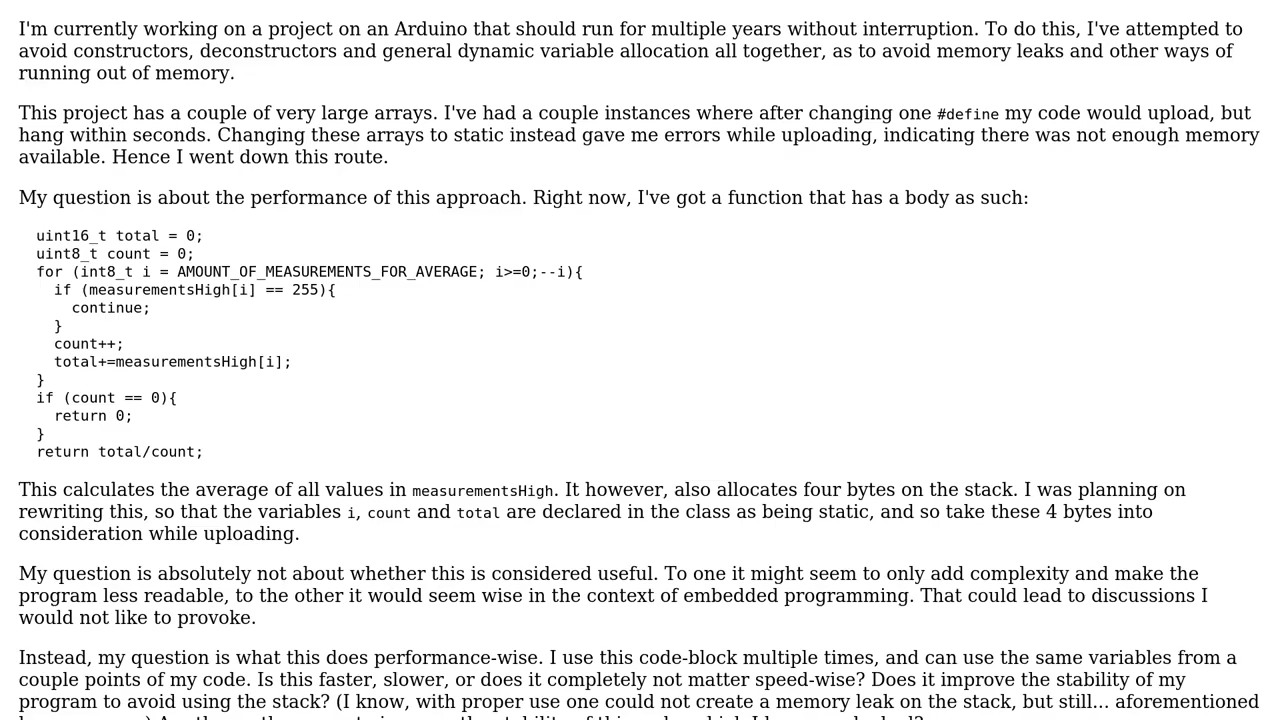 I'm currently working on a project on an Arduino that should run for multiple years without interruption. To do this, I've attempted to
avoid constructors, deconstructors and general dynamic variable allocation all together, as to avoid memory leaks and other ways of
running out of memory.
This project has a couple of very large arrays. I've had a couple instances where after changing one #define my code would upload, but
hang within seconds. Changing these arrays to static instead gave me errors while uploading, indicating there was not enough memory
available. Hence I went down this route.
My question is about the performance of this approach. Right now, I've got a function that has a body as such:
uint16_t total = 0;
uint8_t count = 0;
for (int8_t i = AMOUNT_OF_MEASUREMENTS_FOR_AVERAGE; i>=0;--i){
if (measurementsHigh[i] == 255){
continue;
}
count++;
total+=measurementsHigh[i];
}
if (count == 0){
return 0;
}
return total/count;
This calculates the average of all values in measurementsHigh. It however, also allocates four bytes on the stack. I was planning on
rewriting this, so that the variables i, count and total are declared in the class as being static, and so take these 4 bytes into
consideration while uploading.
My question is absolutely not about whether this is considered useful. To one it might seem to only add complexity and make the
program less readable, to the other it would seem wise in the context of embedded programming. That could lead to discussions I
would not like to provoke.
Instead, my question is what this does performance-wise. I use this code-block multiple times, and can use the same variables from a
couple points of my code. Is this faster, slower, or does it completely not matter speed-wise? Does it improve the stability of my
program to avoid using the stack? (I know, with proper use one could not create a memory leak on the stack, but still... aforementioned